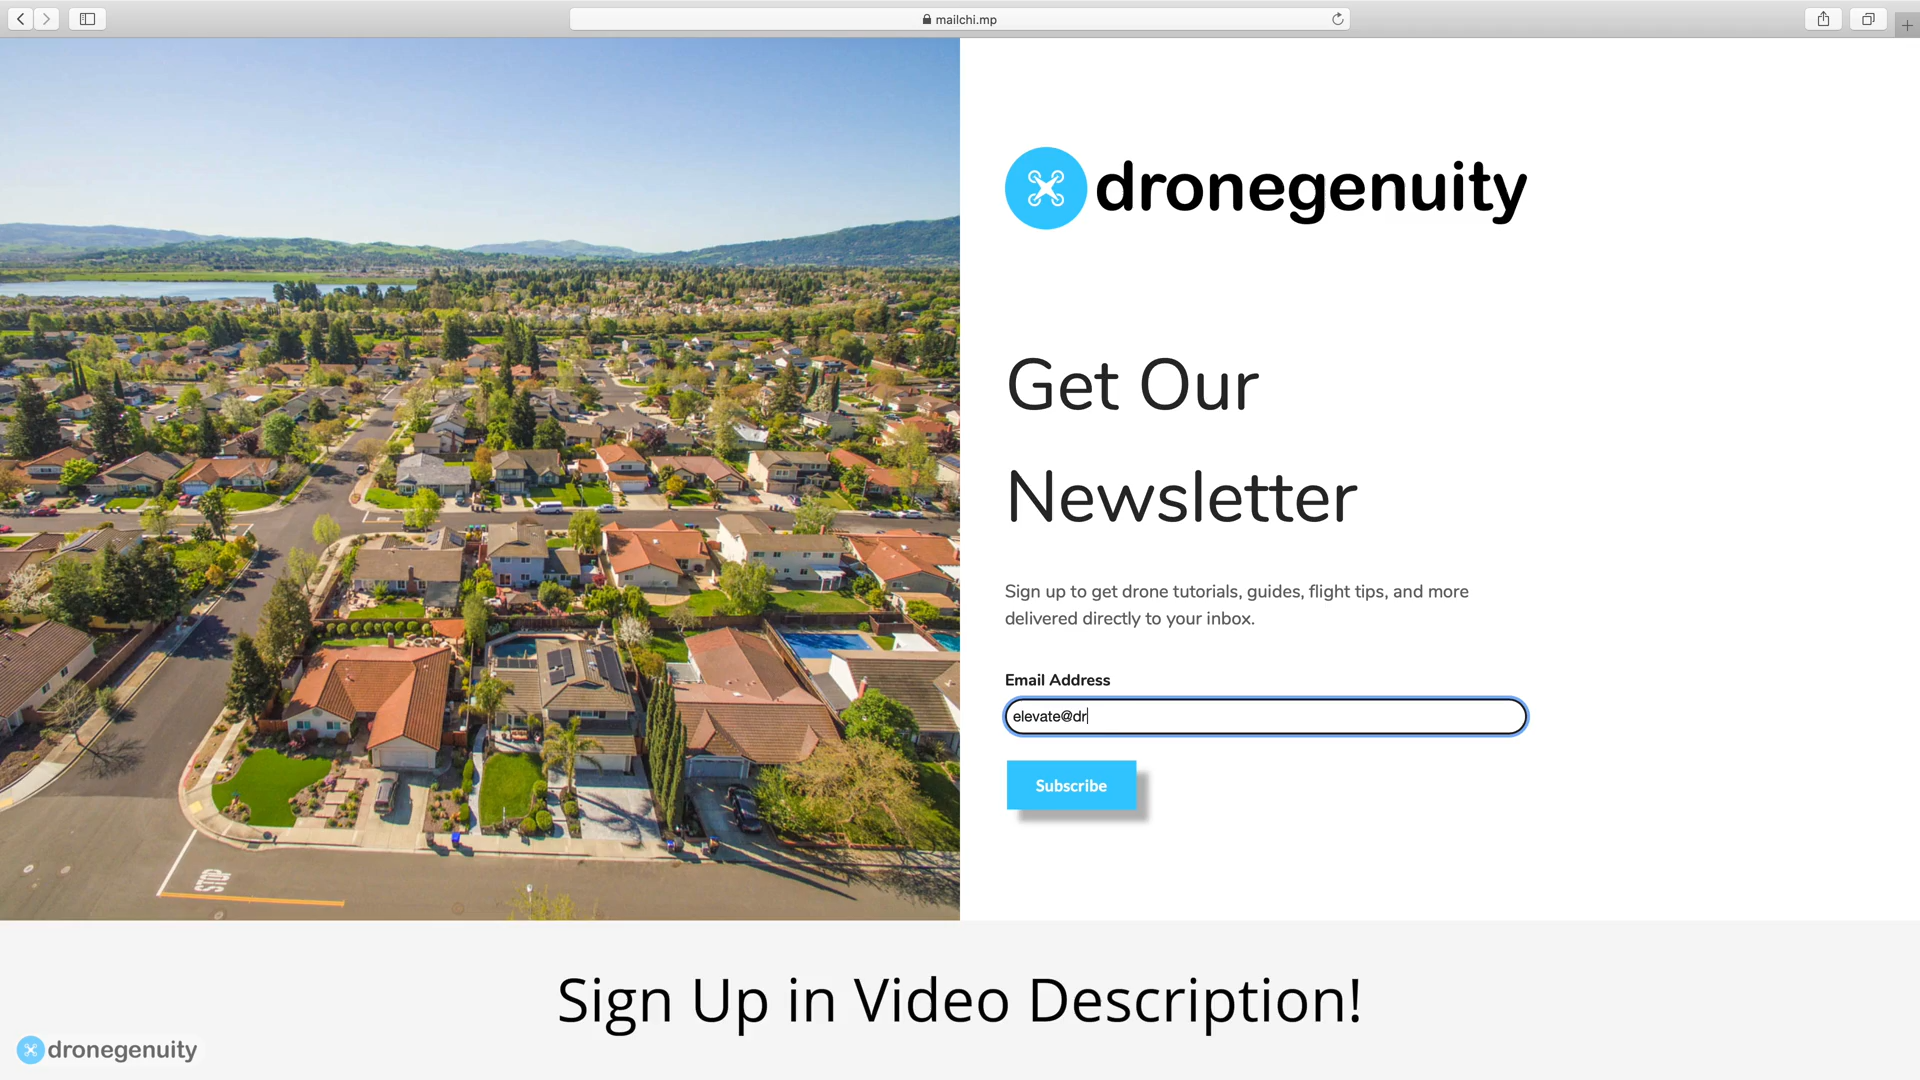 mailchi.mp
dronegenuity
Get Our
Newsletter
Sign up to get drone tutorials, guides, flight tips, and more
delivered directly to your inbox.
Email Address
elevate@dr
Subscribe
STOP
Sign Up in Video Description!
dronegenuity